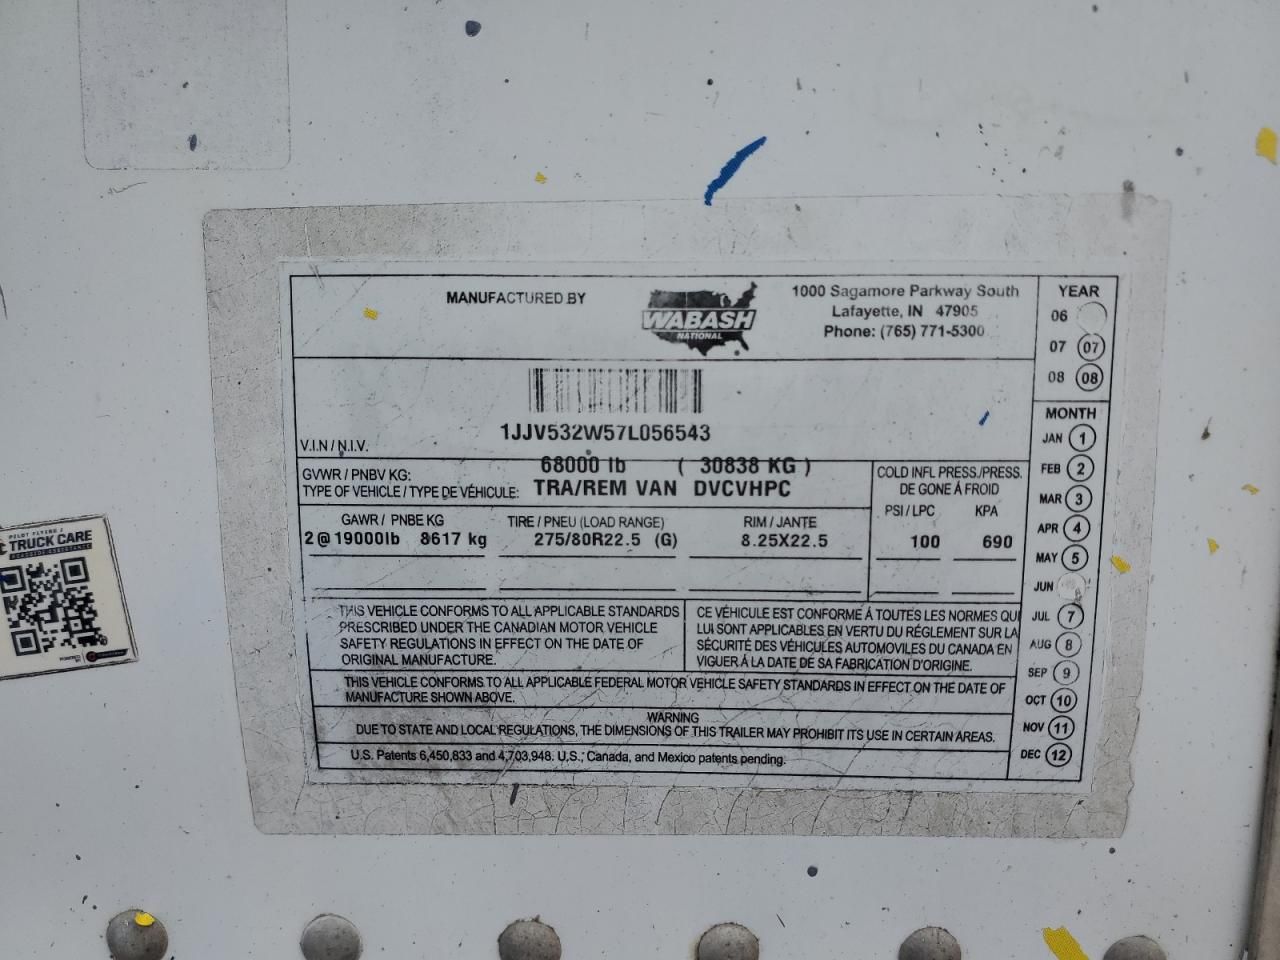 MANUFACTURED BY
WABASH
NATIONAL
1000 Sagamore Parkway South
Lafayette, IN 47905
Phone: (765) 771-5300
YEAR
06
07 07
08 08
MONTH
JAN 1
FEB 2
MAR 3
APR 4
MAY 5
JUN
JUL 7
AUG 8
SEP 9
OCT 10
NOV 11
DEC 12
1JJV532W57L056543
V.I.N / N.I.V.
GVWR / PNBV KG: 68000 lb ( 30838 KG )
TYPE OF VEHICLE / TYPE DE VÉHICULE: TRA/REM VAN DVCVHPC
COLD INFL PRESS./PRESS.
DE GONE Á FROID
PSI / LPC KPA
100 690
GAWR / PNBE KG TIRE / PNEU (LOAD RANGE) RIM / JANTE
2 @ 19000lb 8617 kg 275/80R22.5 (G) 8.25X22.5
THIS VEHICLE CONFORMS TO ALL APPLICABLE STANDARDS
PRESCRIBED UNDER THE CANADIAN MOTOR VEHICLE
SAFETY REGULATIONS IN EFFECT ON THE DATE OF
ORIGINAL MANUFACTURE.
CE VÉHICULE EST CONFORME Á TOUTES LES NORMES QUI
LUI SONT APPLICABLES EN VERTU DU RÉGLEMENT SUR LA
SÉCURITÉ DES VÉHICULES AUTOMOVILES DU CANADA EN
VIGUER Á LA DATE DÉ SA FABRICATION D'ORIGINE.
THIS VEHICLE CONFORMS TO ALL APPLICABLE FEDERAL MOTOR VEHICLE SAFETY STANDARDS IN EFFECT ON THE DATE OF
MANUFACTURE SHOWN ABOVE.
WARNING
DUE TO STATE AND LOCAL REGULATIONS, THE DIMENSIONS OF THIS TRAILER MAY PROHIBIT ITS USE IN CERTAIN AREAS.
U.S. Patents 6,450,833 and 4,703,948. U.S., Canada, and Mexico patents pending.
PILOT FLYING J
TRUCK CARE
ROADSIDE ASSISTANCE